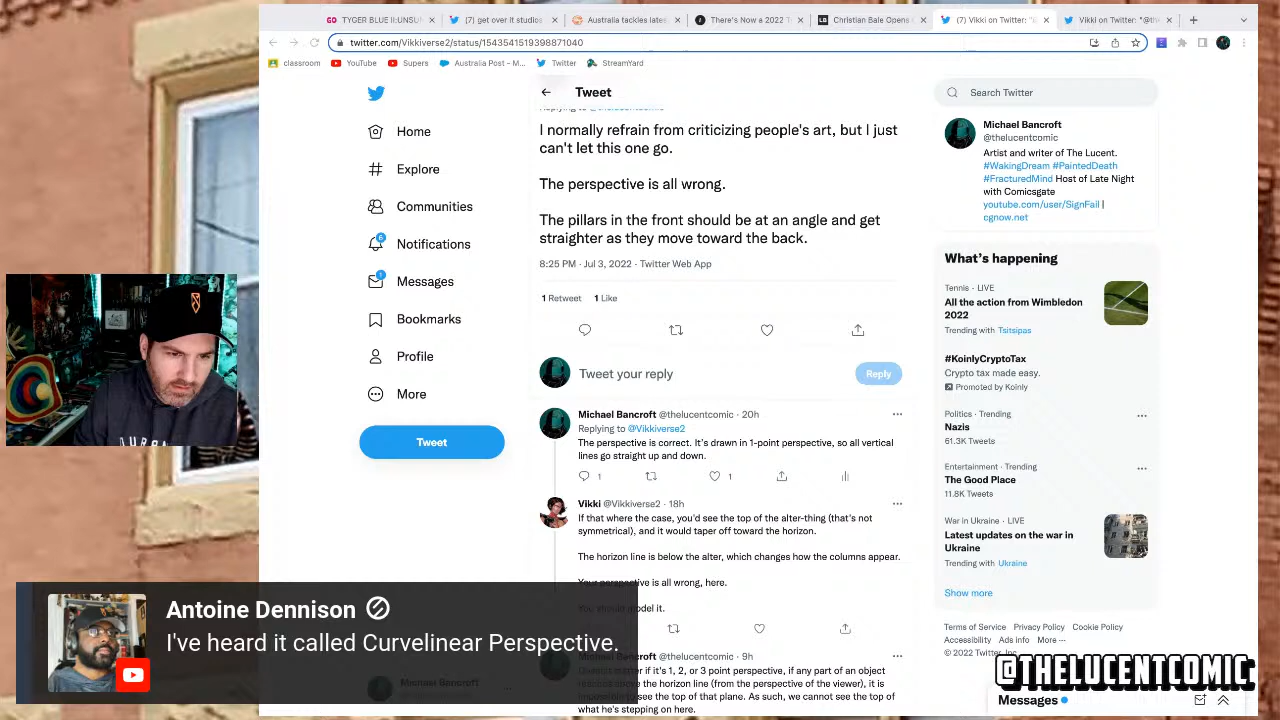 TYGER BLUE II:UNSUN
(7) get over it studios
Australia tackles lates
There's Now a 2022 T
Christian Bale Opens
(7) Vikki on Twitter: "
Vikki on Twitter: "@the
twitter.com/Vikkiverse2/status/1543541519398871040
classroom
YouTube
Supers
Australia Post – M...
Twitter
StreamYard
Home
Explore
Communities
6
Notifications
1
Messages
Bookmarks
Profile
More
Tweet
Tweet
I normally refrain from criticizing people's art, but I just
can't let this one go.
The perspective is all wrong.
The pillars in the front should be at an angle and get
straighter as they move toward the back.
8:25 PM · Jul 3, 2022 · Twitter Web App
1 Retweet 1 Like
Tweet your reply
Reply
Michael Bancroft @thelucentcomic · 20h
Replying to @Vikkiverse2
The perspective is correct. It's drawn in 1-point perspective, so all vertical
lines go straight up and down.
1
1
Vikki @Vikkiverse2 · 18h
If that where the case, you'd see the top of the alter-thing (that's not
symmetrical), and it would taper off toward the horizon.
The horizon line is below the alter, which changes how the columns appear.
Your perspective is all wrong, here.
Michael Bancroft @thelucentcomic · 9h
if it's 1, 2, or 3 point perspective, if any part of an object
above the horizon line (from the perspective of the viewer), it is
see the top of that plane. As such, we cannot see the top of
what he's stepping on here.
Search Twitter
Michael Bancroft
@thelucentcomic
Artist and writer of The Lucent.
#WakingDream #PaintedDeath
#FracturedMind Host of Late Night
with Comicsgate
youtube.com/user/SignFail |
cgnow.net
What's happening
Tennis · LIVE
All the action from Wimbledon
2022
Trending with Tsitsipas
#KoinlyCryptoTax
Crypto tax made easy.
Promoted by Koinly
Politics · Trending
Nazis
61.3K Tweets
Entertainment · Trending
The Good Place
11.8K Tweets
War in Ukraine · LIVE
Latest updates on the war in
Ukraine
Trending with Ukraine
Show more
Terms of Service Privacy Policy Cookie Policy
Accessibility Ads info More ···
© 2022 Twitter, Inc.
@THELUCENTCOMIC
Messages
Antoine Dennison
I've heard it called Curvelinear Perspective.
Michael Bancroft